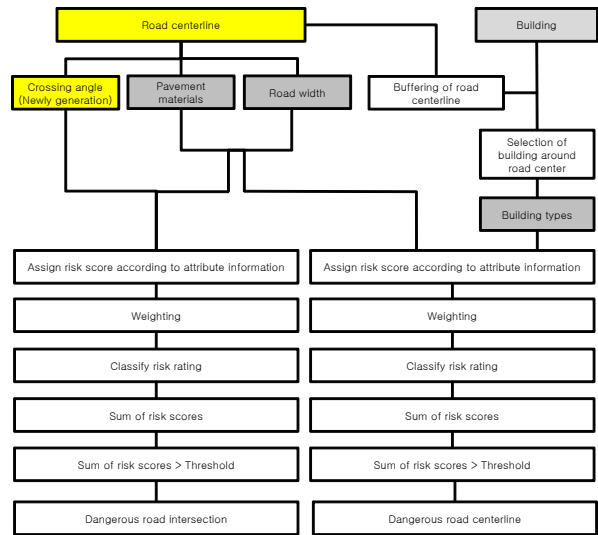 Road centerline
Building
Crossing angle
(Newly generation)
Pavement
materials
Road width
Buffering of road
centerline
Selection of
building around
road center
Building types
Assign risk score according to attribute information
Assign risk score according to attribute information
Weighting
Weighting
Classify risk rating
Classify risk rating
Sum of risk scores
Sum of risk scores
Sum of risk scores > Threshold
Sum of risk scores > Threshold
Dangerous road intersection
Dangerous road centerline